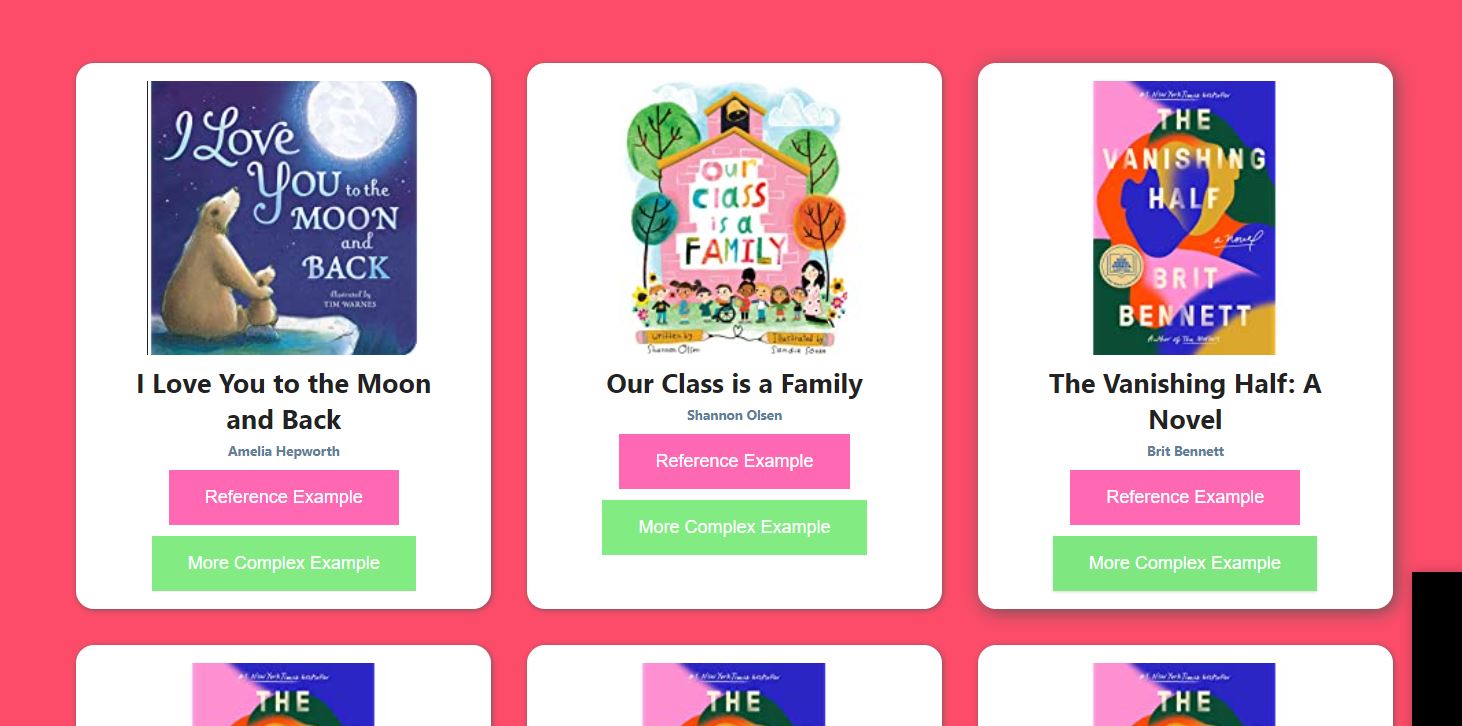 I Love
You to the
MOON
and
BACK
illustrated by
TIM WARNES
I Love You to the Moon
and Back
Amelia Hepworth
Reference Example
More Complex Example
Our
class
is a
FAMILY
written by
Shannon Olsen
Illustrated by
Sandie Sonke
Our Class is a Family
Shannon Olsen
Reference Example
More Complex Example
#1 New York Times bestseller
THE
VANISHING
HALF
a novel
BRIT
BENNETT
Author of The Mothers
The Vanishing Half: A
Novel
Brit Bennett
Reference Example
More Complex Example
#1 New York Times bestseller
THE
#1 New York Times bestseller
THE
#1 New York Times bestseller
THE